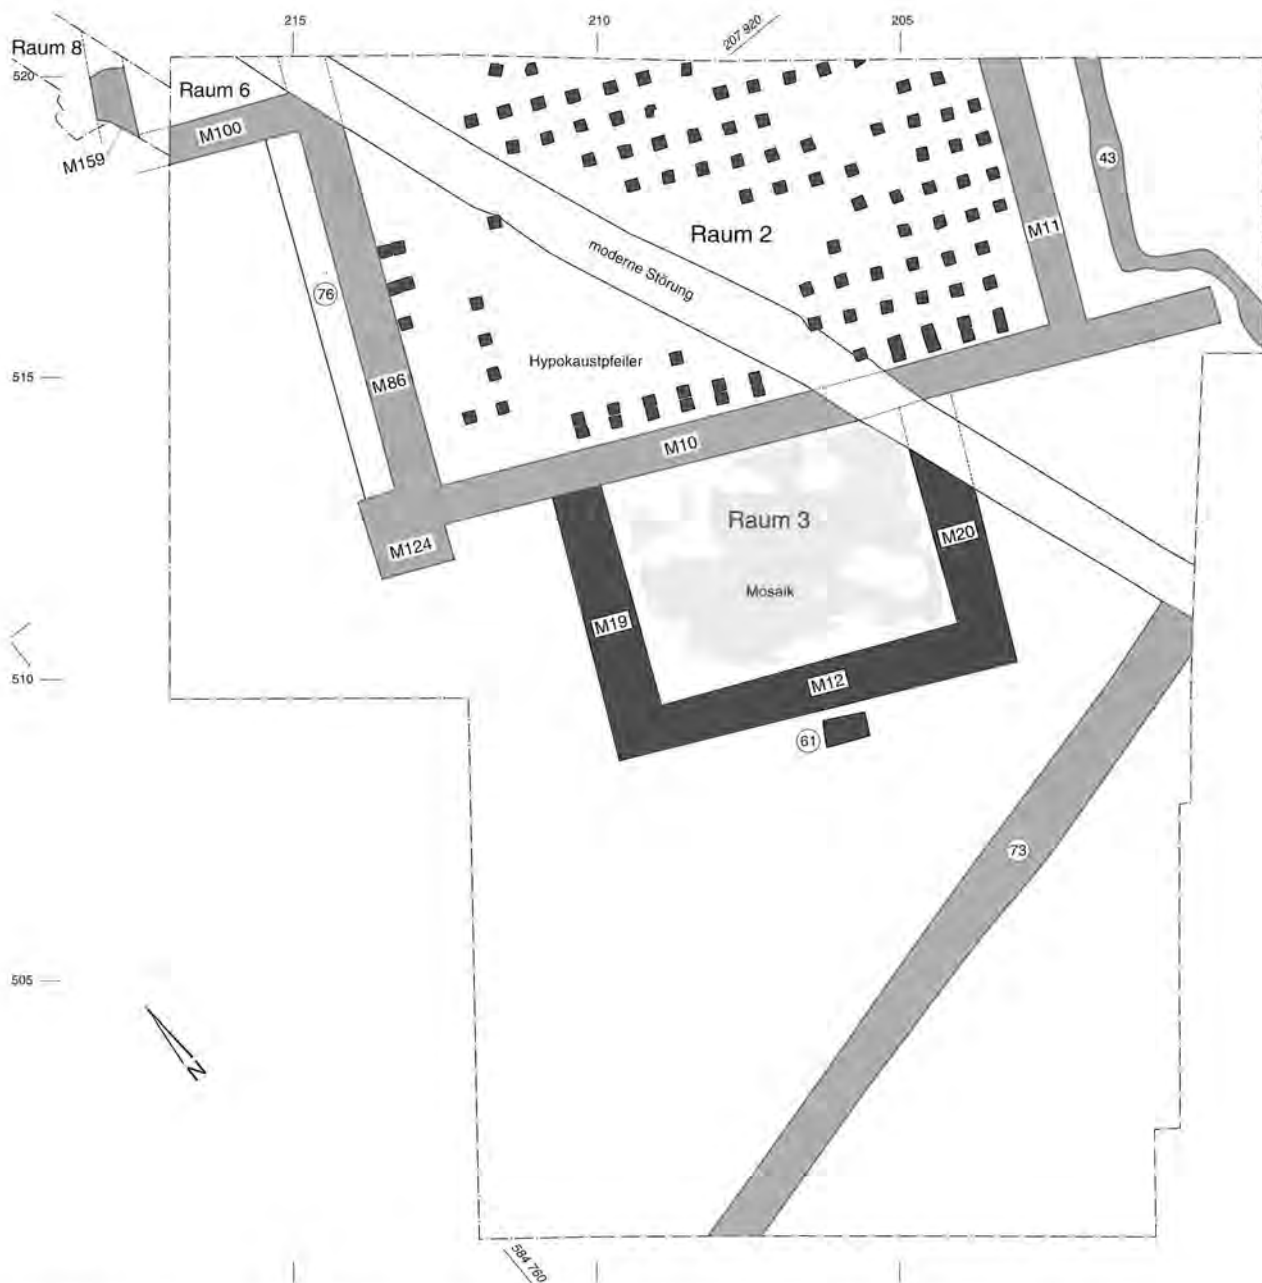 215
210
205
207 920
Raum 8
520
Raum 6
M100
M159
43
Raum 2
M11
moderne Störung
76
Hypokaustpfeiler
515
M86
M10
Raum 3
M20
M124
Mosaik
M19
510
M12
61
73
505
N
584 760